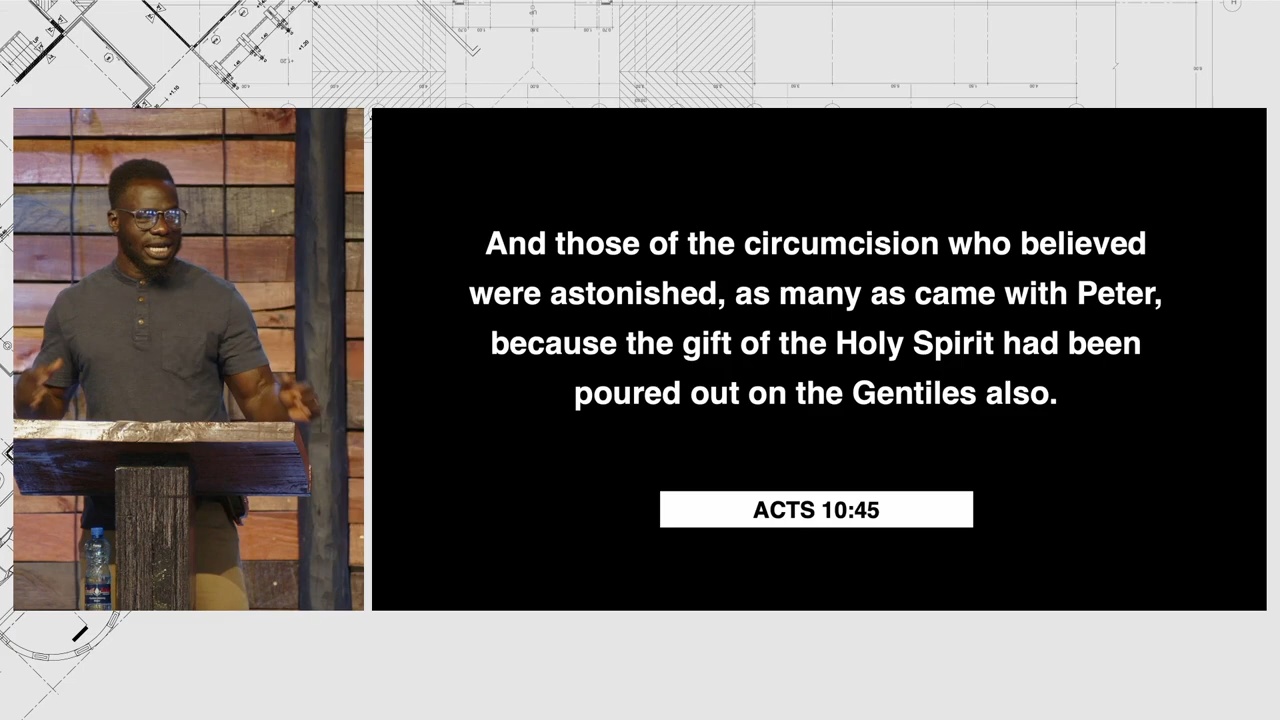 And those of the circumcision who believed
were astonished, as many as came with Peter,
because the gift of the Holy Spirit had been
poured out on the Gentiles also.
ACTS 10:45